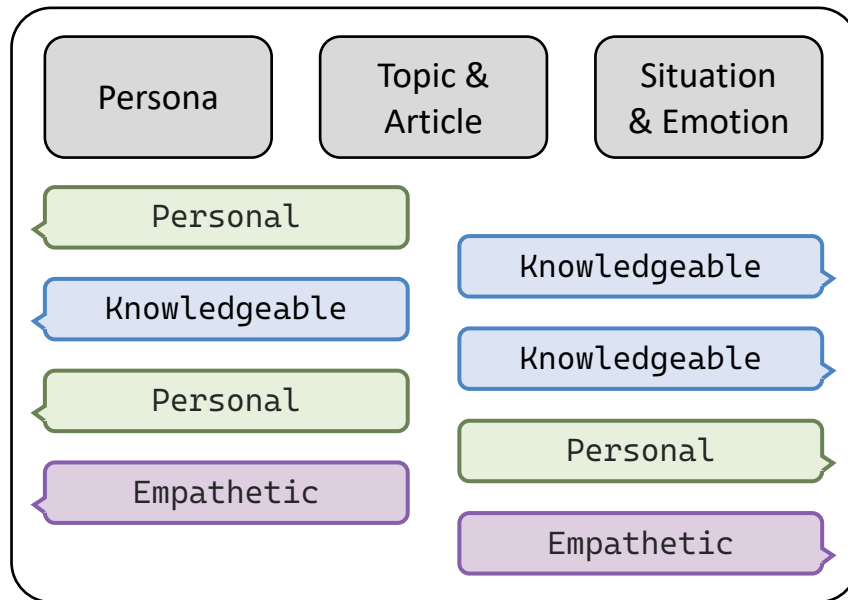 Persona
Topic &
Article
Situation
& Emotion
Personal
Knowledgeable
Knowledgeable
Knowledgeable
Personal
Personal
Empathetic
Empathetic